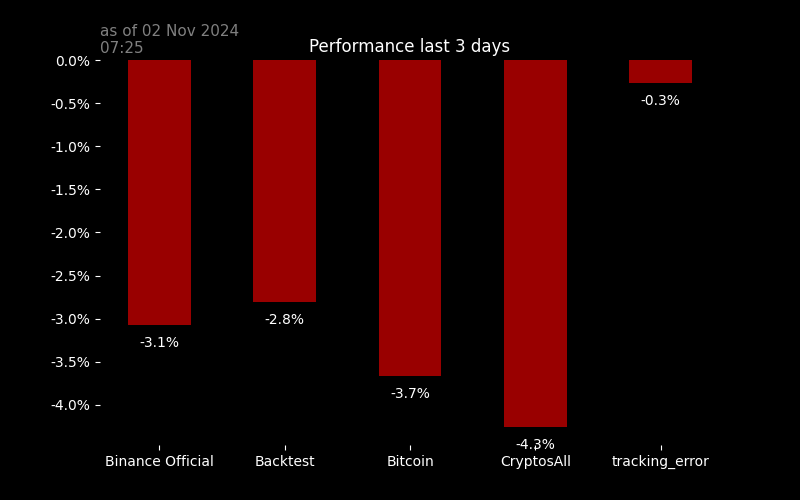 as of 02 Nov 2024
07:25
Performance last 3 days
0.0%
-0.5%
-1.0%
-1.5%
-2.0%
-2.5%
-3.0%
-3.5%
-4.0%
-3.1%
-2.8%
-3.7%
-4.3%
-0.3%
Binance Official
Backtest
Bitcoin
CryptosAll
tracking_error